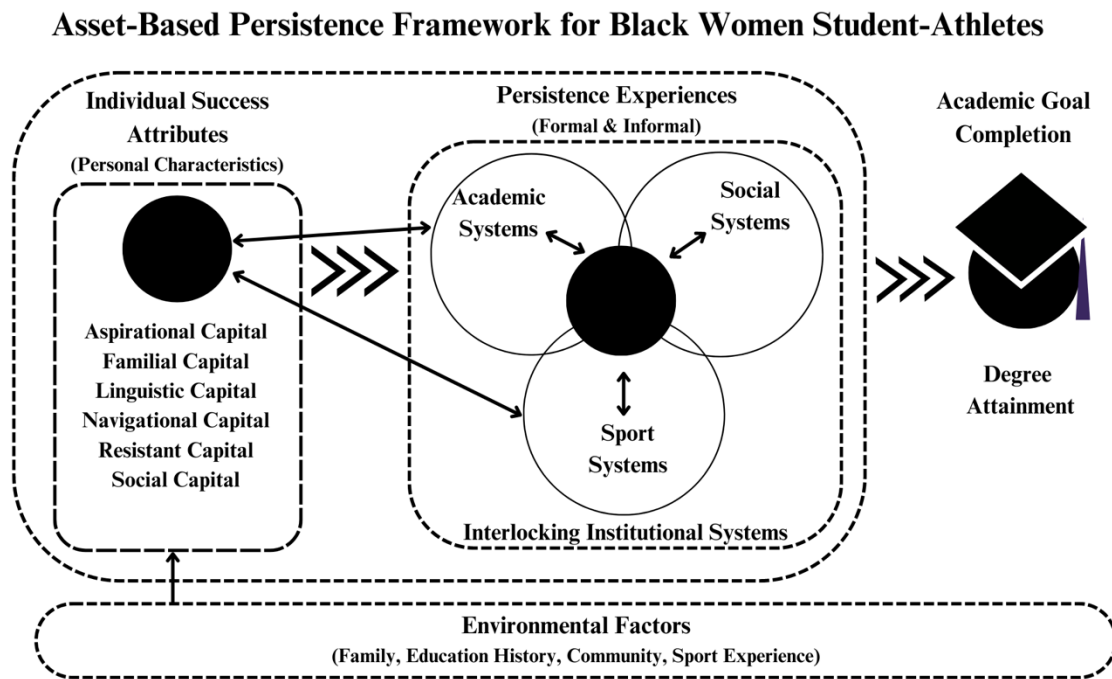 Asset-Based Persistence Framework for Black Women Student-Athletes
Individual Success
Attributes
(Personal Characteristics)
Aspirational Capital
Familial Capital
Linguistic Capital
Navigational Capital
Resistant Capital
Social Capital
Persistence Experiences
(Formal & Informal)
Academic
Systems
Social
Systems
Sport
Systems
Interlocking Institutional Systems
Academic Goal
Completion
Degree
Attainment
Environmental Factors
(Family, Education History, Community, Sport Experience)